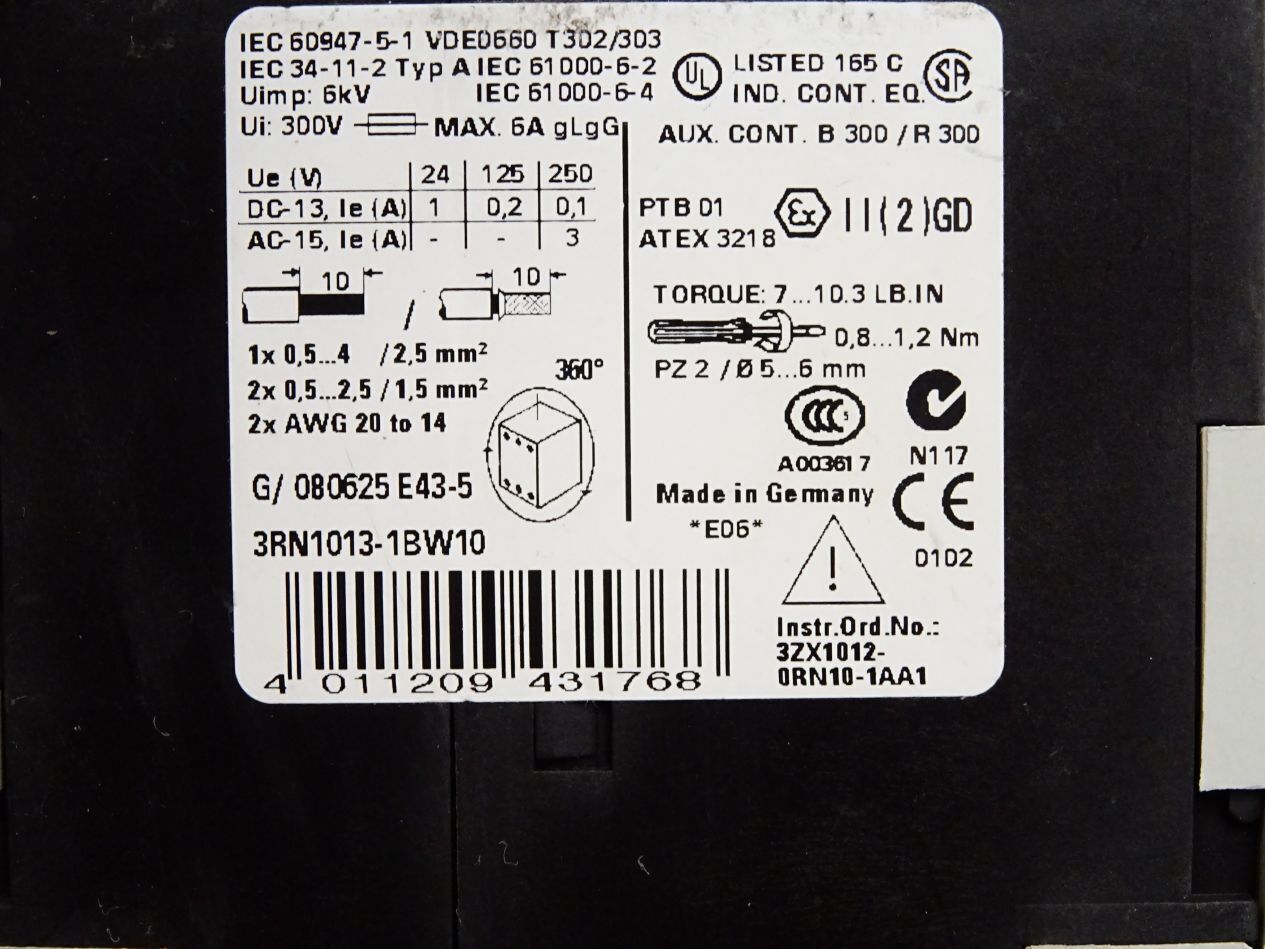 IEC 60947-5-1 VDE0660 T302/303
IEC 34-11-2 Typ A IEC 61000-6-2
Uimp: 6kV IEC 61000-6-4
Ui: 300V MAX. 6A gLgG
UL LISTED 165 C SA
IND. CONT. EQ.
AUX. CONT. B 300 / R 300
Ue (V) 24 125 250
DC-13, Ie (A) 1 0,2 0,1
AC-15, Ie (A) - - 3
PTB 01
ATEX 3218
Ex II(2)GD
10 / 10
1x 0,5...4 /2,5 mm²
2x 0,5...2,5 /1,5 mm²
2x AWG 20 to 14
360°
TORQUE: 7...10.3 LB.IN
0,8...1,2 Nm
PZ 2 / Ø 5...6 mm
CCC 5
A003617
N117
G/ 080625 E43-5
3RN1013-1BW10
Made in Germany
*E06*
CE
0102
!
Instr.Ord.No.:
3ZX1012-
0RN10-1AA1
4 011209 431768